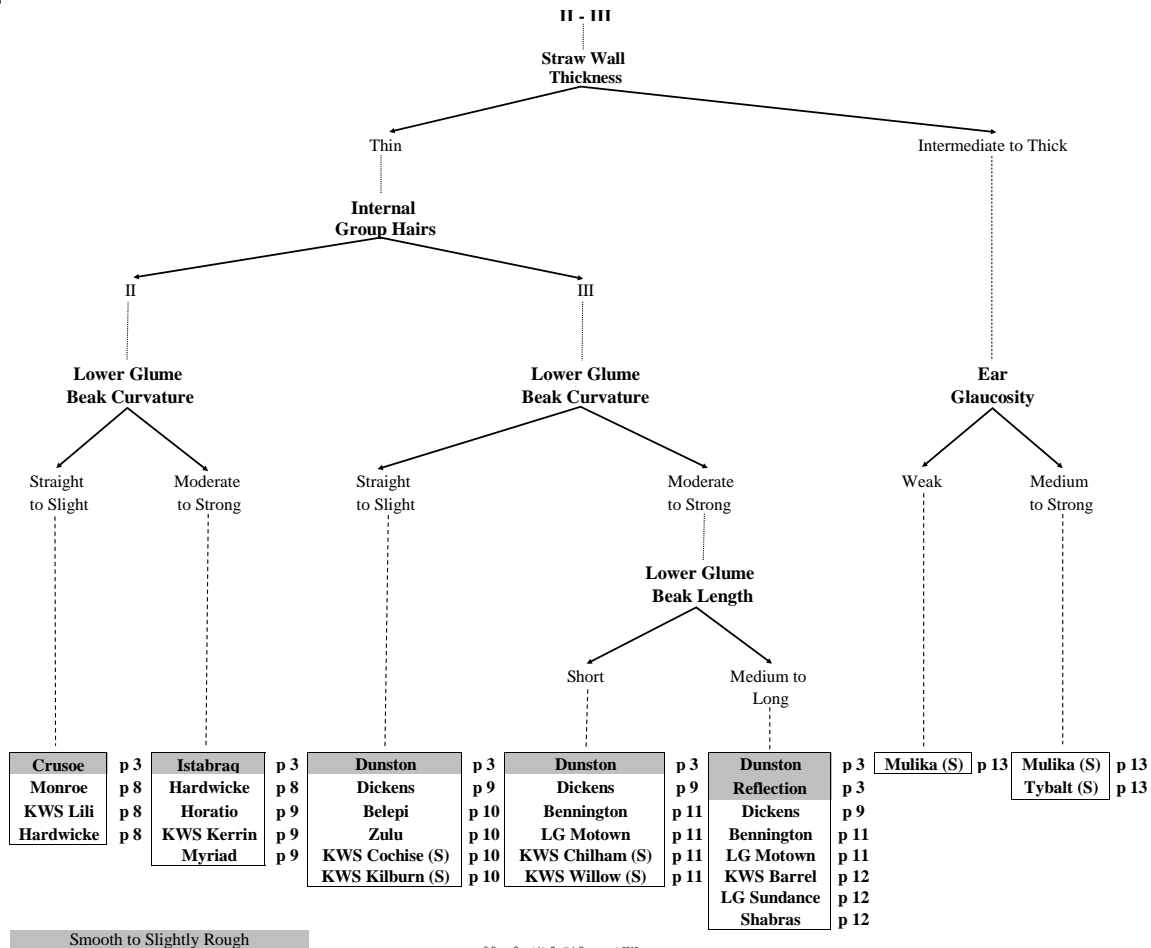 II - III
Straw Wall
Thickness
Thin
Intermediate to Thick
Internal
Group Hairs
II
III
Lower Glume
Beak Curvature
Lower Glume
Beak Curvature
Ear
Glaucosity
Straight
to Slight
Moderate
to Strong
Straight
to Slight
Moderate
to Strong
Weak
Medium
to Strong
Lower Glume
Beak Length
Short
Medium to
Long
Crusoe p 3
Monroe p 8
KWS Lili p 8
Hardwicke p 8
Istabraq p 3
Hardwicke p 8
Horatio p 9
KWS Kerrin p 9
Myriad p 9
Dunston p 3
Dickens p 9
Belepi p 10
Zulu p 10
KWS Cochise (S) p 10
KWS Kilburn (S) p 10
Dunston p 3
Dickens p 9
Bennington p 11
LG Motown p 11
KWS Chilham (S) p 11
KWS Willow (S) p 11
Dunston p 3
Reflection p 3
Dickens p 9
Bennington p 11
LG Motown p 11
KWS Barrel p 12
LG Sundance p 12
Shabras p 12
Mulika (S) p 13
Mulika (S) p 13
Tybalt (S) p 13
Smooth to Slightly Rough